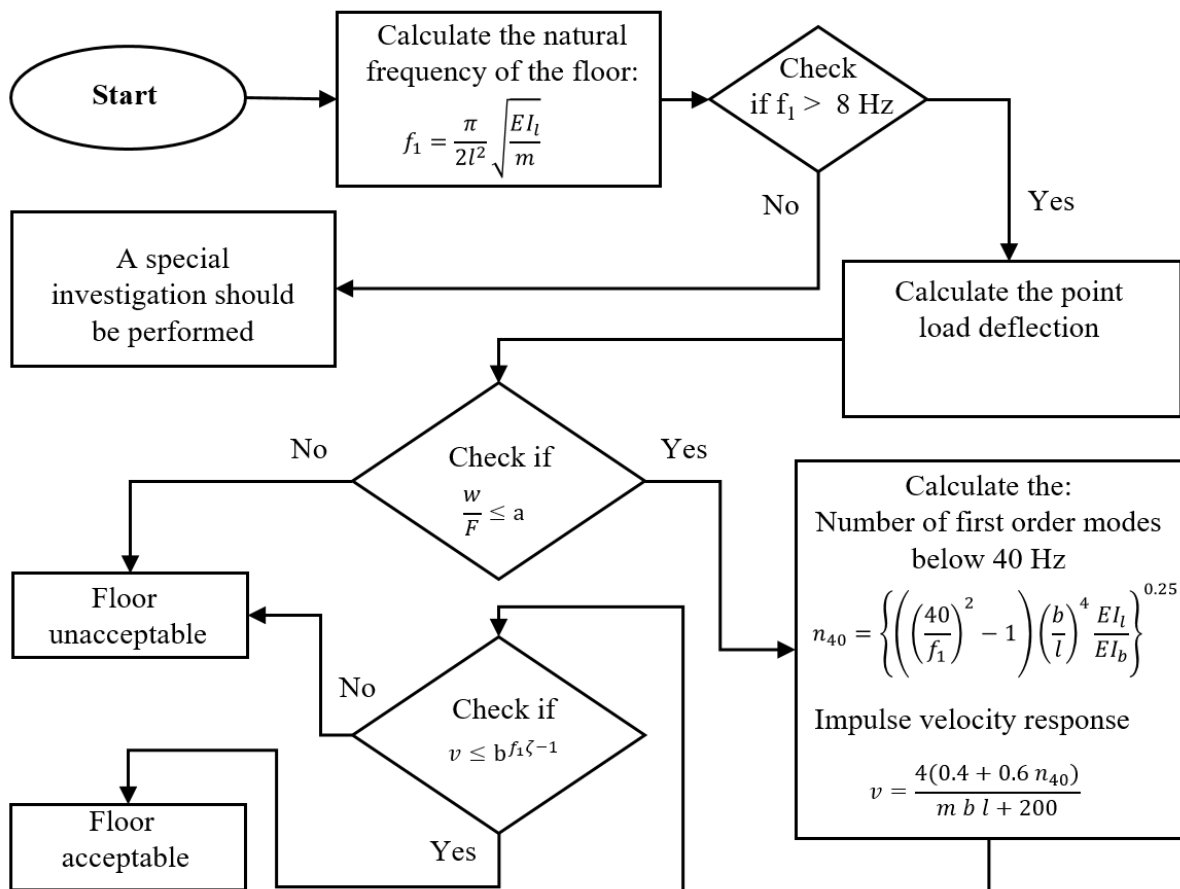 Start
Calculate the natural
frequency of the floor:
f₁ = π/2l² √(EIₗ/m)
Check
if f₁ > 8 Hz
No
Yes
A special
investigation should
be performed
Calculate the point
load deflection
No
Check if
w/F ≤ a
Yes
Calculate the:
Number of first order modes
below 40 Hz
n₄₀ = {((40/f₁)² − 1)(b/l)⁴ EIₗ/EI_b}^0.25
Impulse velocity response
v = 4(0.4 + 0.6 n₄₀)/(m b l + 200)
Floor
unacceptable
No
Check if
v ≤ b^(f₁ζ−1)
Yes
Floor
acceptable